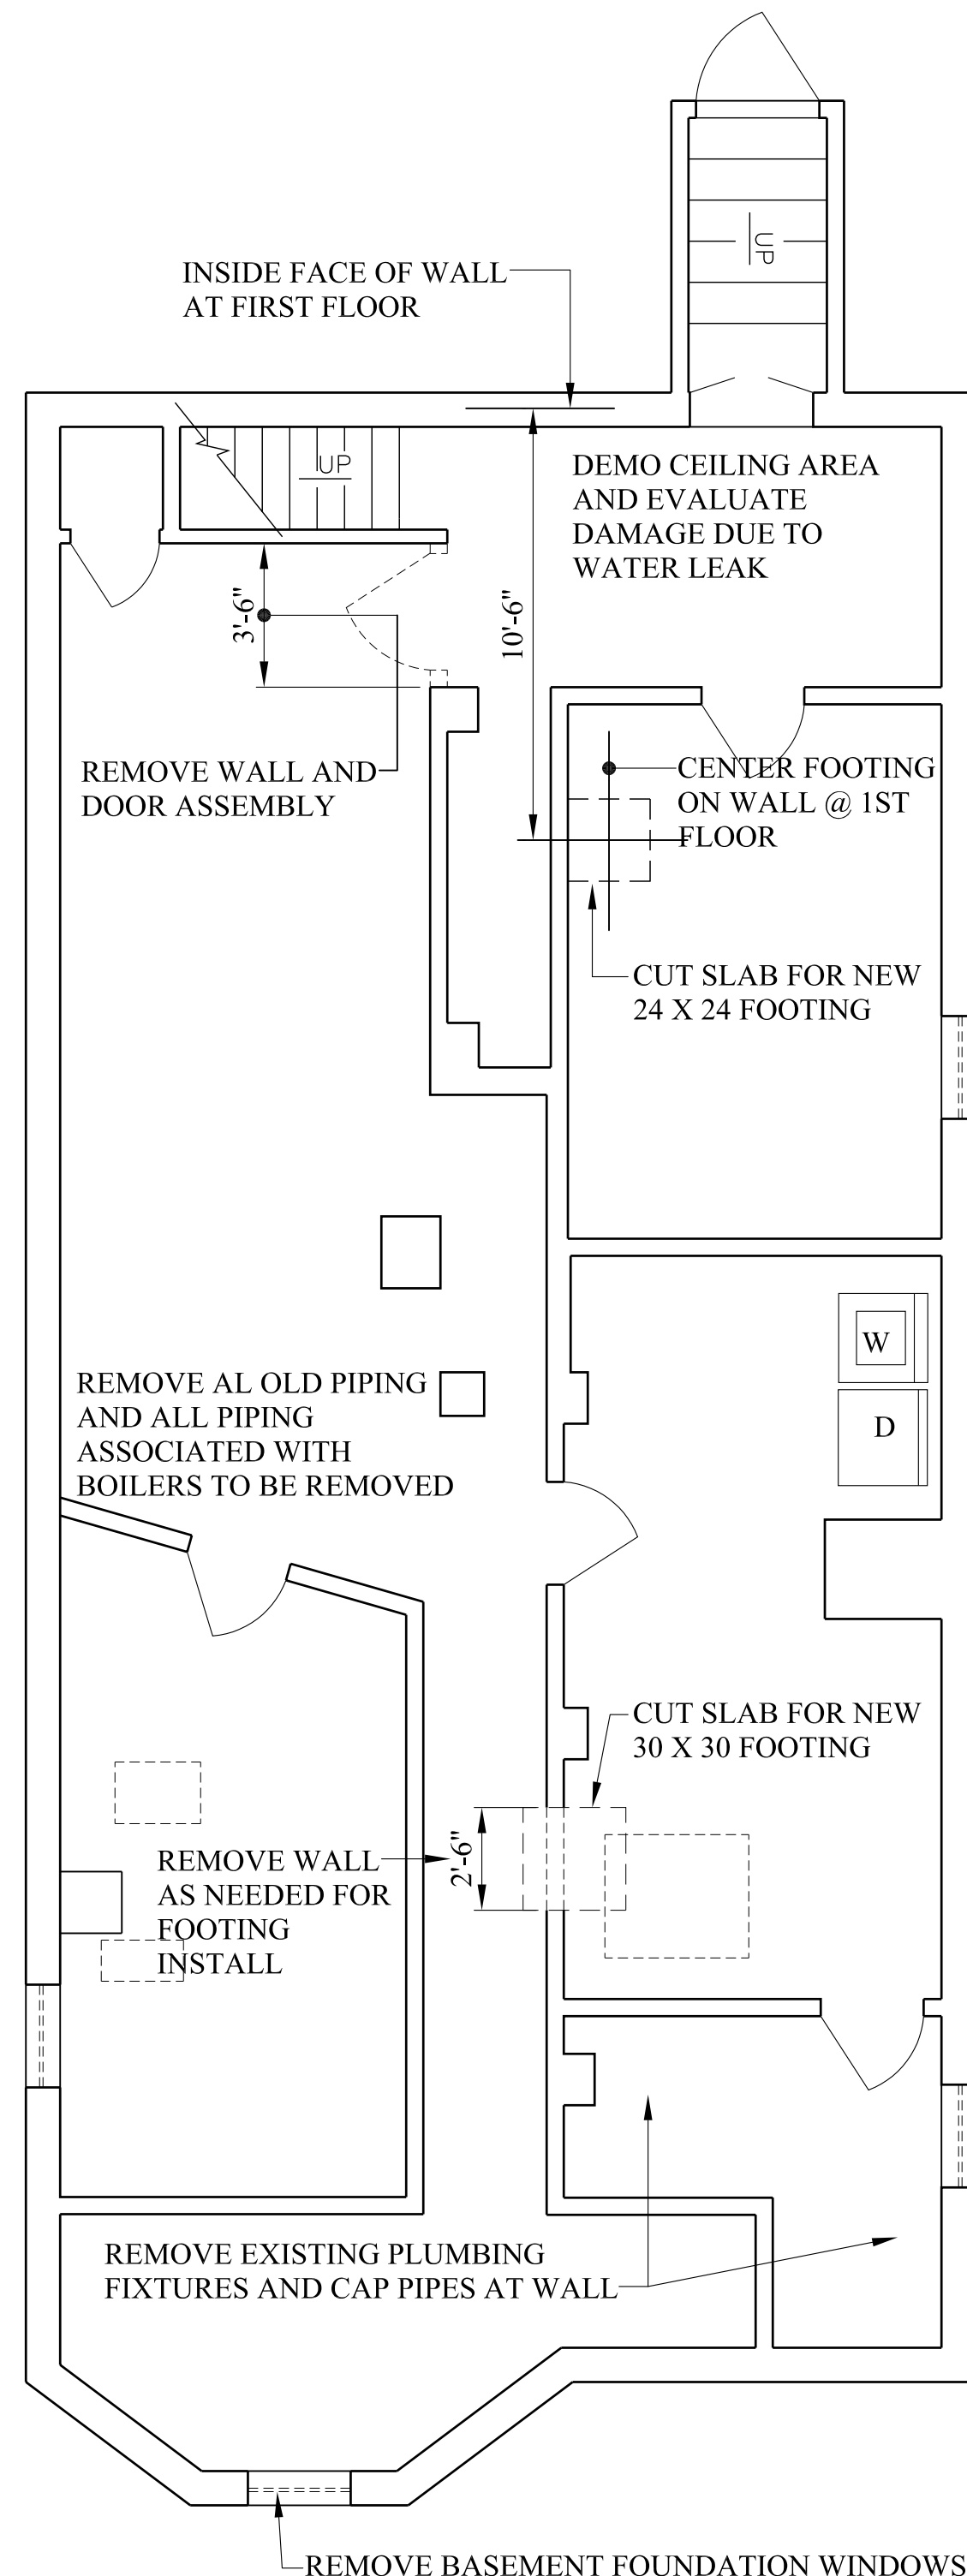 UP
INSIDE FACE OF WALL
AT FIRST FLOOR
UP
DEMO CEILING AREA
AND EVALUATE
DAMAGE DUE TO
WATER LEAK
3'-6"
10'-6"
REMOVE WALL AND
DOOR ASSEMBLY
CENTER FOOTING
ON WALL @ 1ST
FLOOR
CUT SLAB FOR NEW
24 X 24 FOOTING
W
D
REMOVE AL OLD PIPING
AND ALL PIPING
ASSOCIATED WITH
BOILERS TO BE REMOVED
CUT SLAB FOR NEW
30 X 30 FOOTING
2'-6"
REMOVE WALL
AS NEEDED FOR
FOOTING
INSTALL
REMOVE EXISTING PLUMBING
FIXTURES AND CAP PIPES AT WALL
REMOVE BASEMENT FOUNDATION WINDOWS